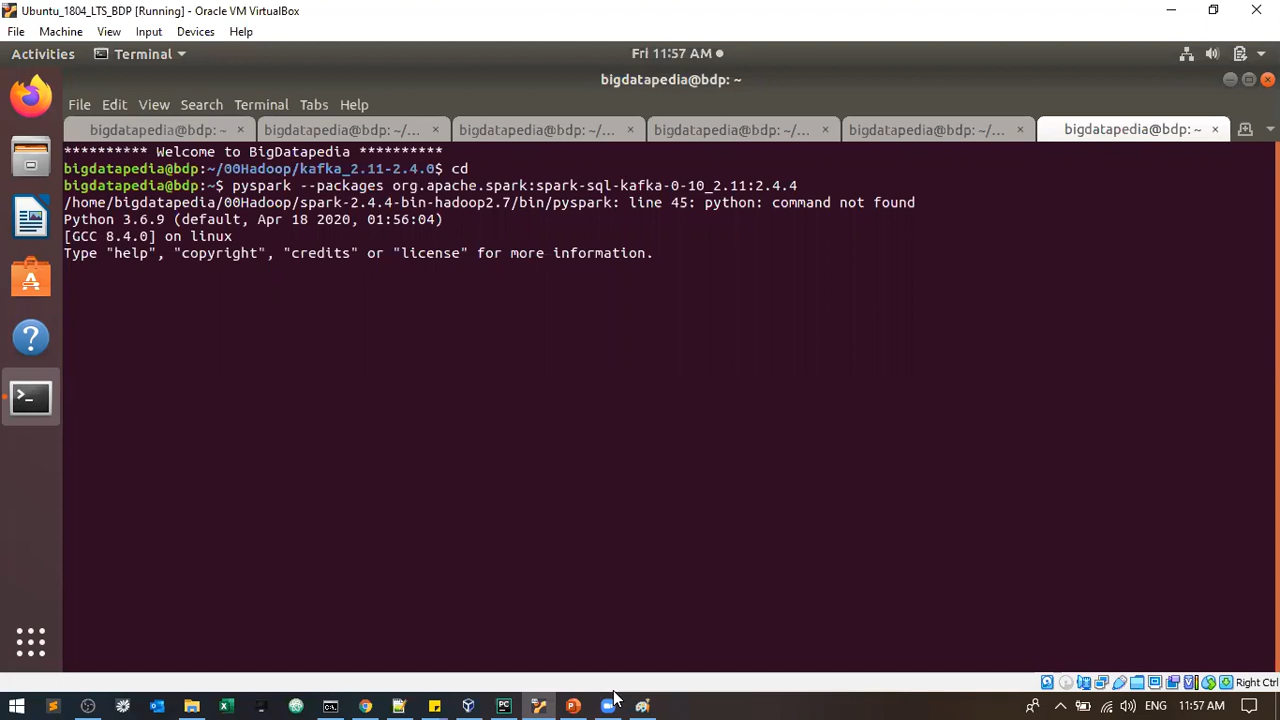 Ubuntu_1804_LTS_BDP [Running] - Oracle VM VirtualBox
File Machine View Input Devices Help
Activities Terminal Fri 11:57 AM
bigdatapedia@bdp: ~
File Edit View Search Terminal Tabs Help
bigdatapedia@bdp: ~ × bigdatapedia@bdp: ~/... × bigdatapedia@bdp: ~/... × bigdatapedia@bdp: ~/... × bigdatapedia@bdp: ~/... × bigdatapedia@bdp: ~ ×
********** Welcome to BigDatapedia **********
bigdatapedia@bdp:~/00Hadoop/kafka_2.11-2.4.0$ cd
bigdatapedia@bdp:~$ pyspark --packages org.apache.spark:spark-sql-kafka-0-10_2.11:2.4.4
/home/bigdatapedia/00Hadoop/spark-2.4.4-bin-hadoop2.7/bin/pyspark: line 45: python: command not found
Python 3.6.9 (default, Apr 18 2020, 01:56:04)
[GCC 8.4.0] on linux
Type "help", "copyright", "credits" or "license" for more information.
Right Ctrl
ENG 11:57 AM